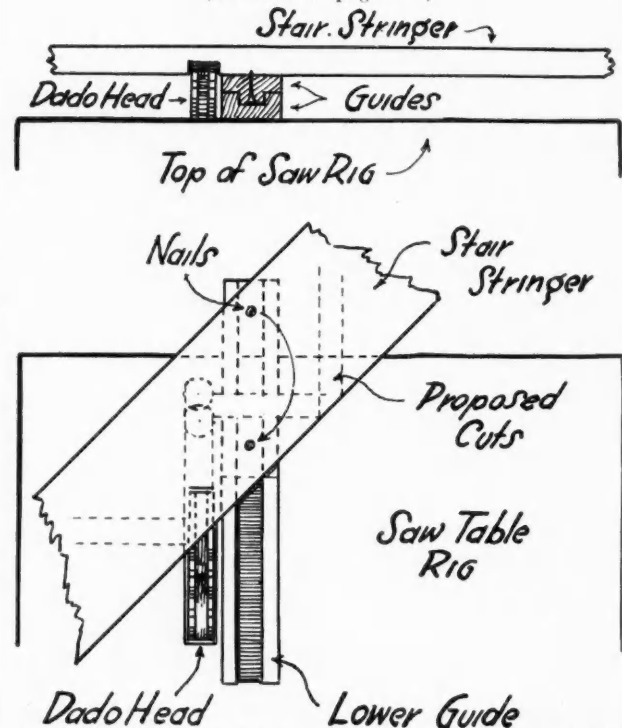 Stair. Stringer
Dado Head
Guides
Top of Saw Rig
Nails
Stair
Stringer
Proposed
Cuts
Saw Table
Rig
Dado Head
Lower Guide